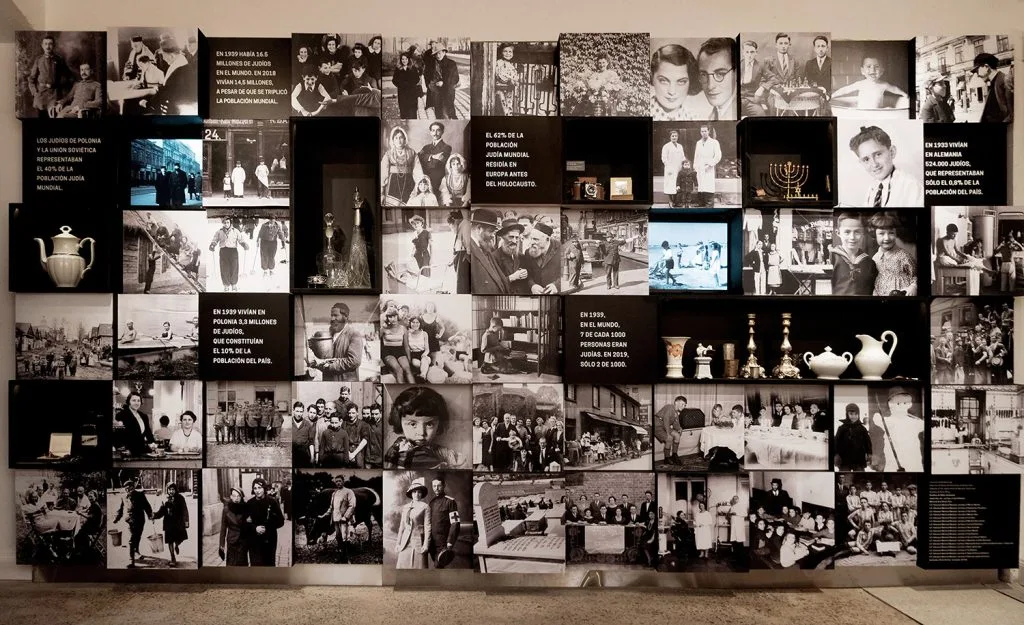 EN 1939 HABÍA 16.5
MILLONES DE JUDÍOS
EN EL MUNDO. EN 2018
VIVÍAN 14,5 MILLONES,
A PESAR DE QUE SE TRIPLICÓ
LA POBLACIÓN MUNDIAL.
LOS JUDÍOS DE POLONIA
Y LA UNION SOVIÉTICA
REPRESENTABAN
EL 40% DE LA
POBLACIÓN JUDÍA
MUNDIAL.
24.
EL 62% DE LA
POBLACIÓN
JUDÍA MUNDIAL
RESIDÍA EN
EUROPA ANTES
DEL HOLOCAUSTO.
EN 1933 VIVÍAN
EN ALEMANIA
524.000 JUDÍOS,
QUE REPRESENTABAN
SÓLO EL 0,8% DE LA
POBLACIÓN DEL PAÍS.
EN 1939 VIVÍAN EN
POLONIA 3,3 MILLONES
DE JUDÍOS,
QUE CONSTITUÍAN
EL 10% DE LA
POBLACIÓN DEL PAÍS.
EN 1939,
EN EL MUNDO,
7 DE CADA 1000
PERSONAS ERAN
JUDÍAS. EN 2019,
SÓLO 2 DE 1000.